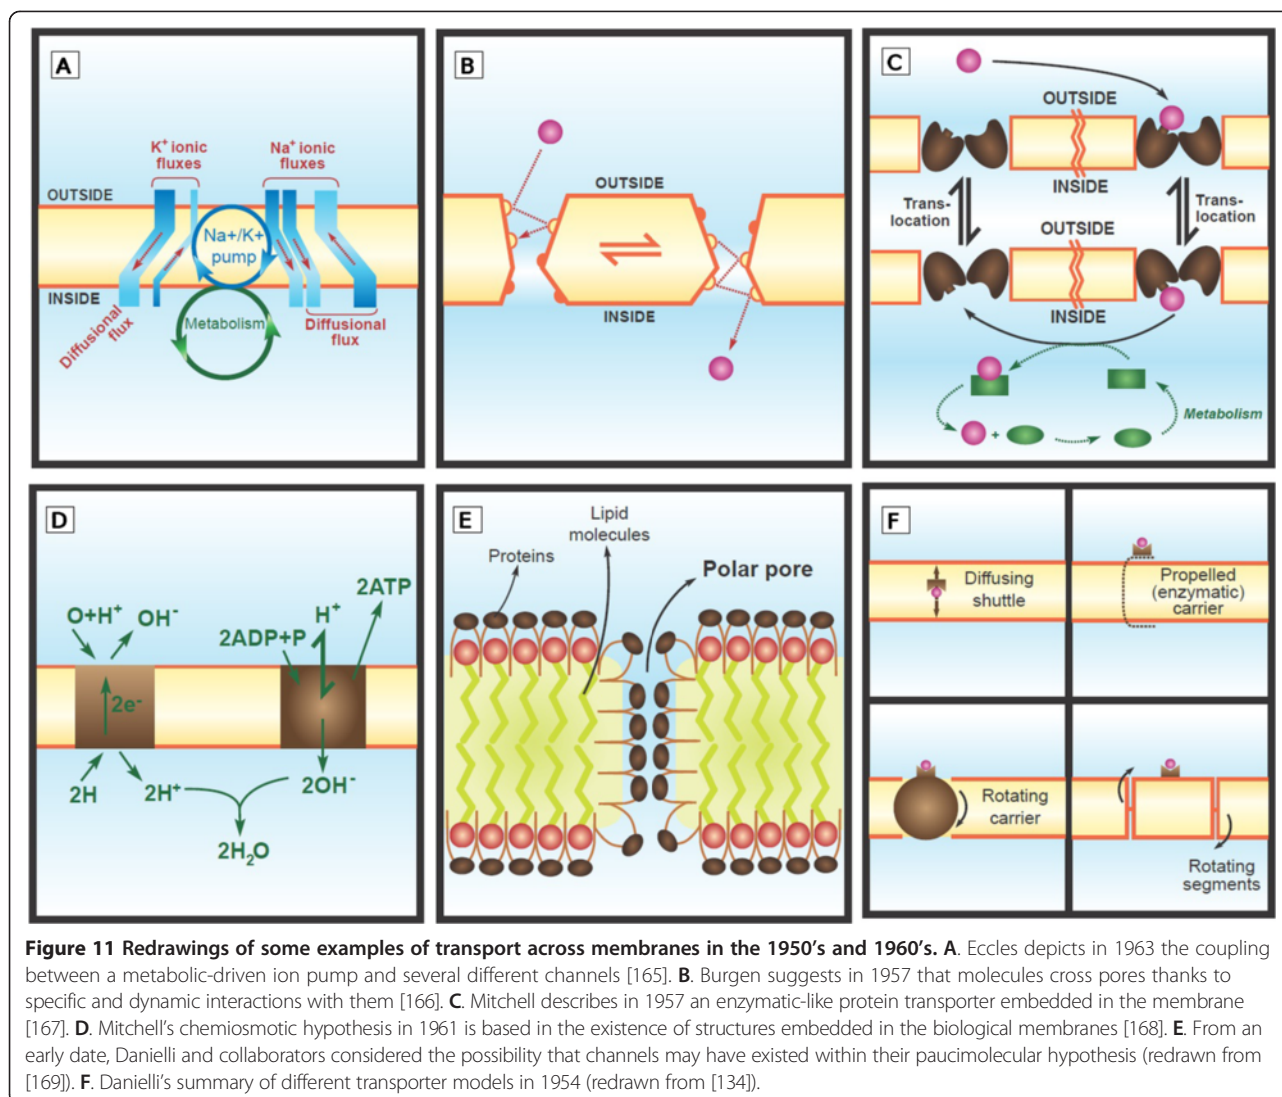 A
K+ ionic
fluxes
Na+ ionic
fluxes
OUTSIDE
Na+/K+
pump
INSIDE
Diffusional
flux
Metabolism
Diffusional
flux
B
OUTSIDE
INSIDE
C
OUTSIDE
INSIDE
Trans-
location
Trans-
location
OUTSIDE
INSIDE
+
Metabolism
D
O+H+
OH-
2ADP+P
H+
2ATP
2e-
2H
2H+
2OH-
2H2O
E
Proteins
Lipid
molecules
Polar pore
F
Diffusing
shuttle
Propelled
(enzymatic)
carrier
Rotating
carrier
Rotating
segments
Figure 11 Redrawings of some examples of transport across membranes in the 1950's and 1960's. A. Eccles depicts in 1963 the coupling
between a metabolic-driven ion pump and several different channels [165]. B. Burgen suggests in 1957 that molecules cross pores thanks to
specific and dynamic interactions with them [166]. C. Mitchell describes in 1957 an enzymatic-like protein transporter embedded in the membrane
[167]. D. Mitchell's chemiosmotic hypothesis in 1961 is based in the existence of structures embedded in the biological membranes [168]. E. From an
early date, Danielli and collaborators considered the possibility that channels may have existed within their paucimolecular hypothesis (redrawn from
[169]). F. Danielli's summary of different transporter models in 1954 (redrawn from [134]).